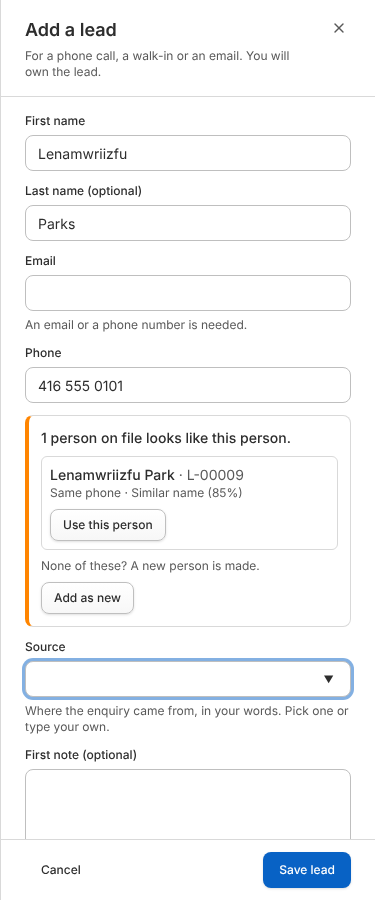 Add a lead
For a phone call, a walk-in or an email. You will
own the lead.
First name
Lenamwriizfu
Last name (optional)
Parks
Email
An email or a phone number is needed.
Phone
416 555 0101
1 person on file looks like this person.
Lenamwriizfu Park · L-00009
Same phone · Similar name (85%)
Use this person
None of these? A new person is made.
Add as new
Source
Where the enquiry came from, in your words. Pick one or
type your own.
First note (optional)
Cancel
Save lead